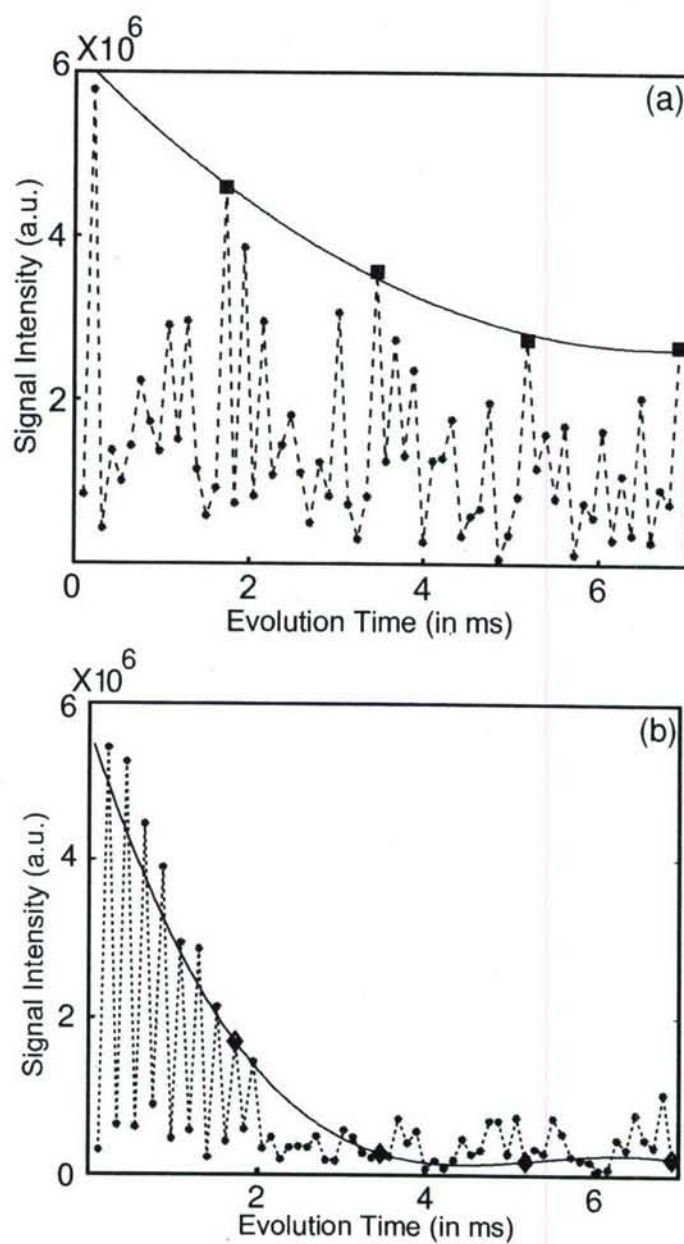 X10^6
6
(a)
4
2
Signal Intensity (a.u.)
0 2 4 6
Evolution Time (in ms)
X10^6
6
(b)
4
2
0
Signal Intensity (a.u.)
2 4 6
Evolution Time (in ms)